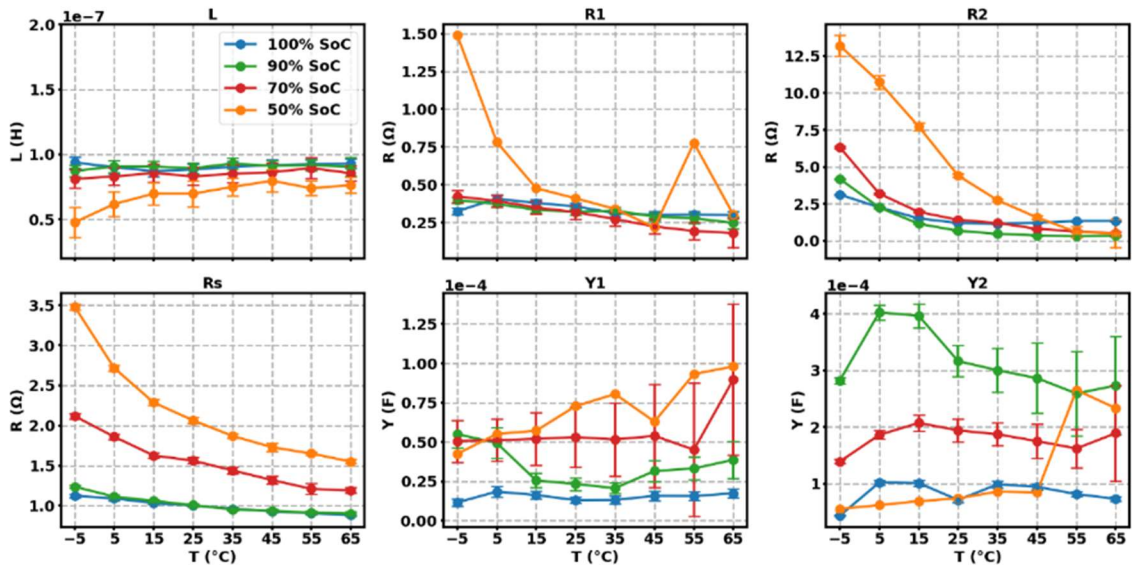 L
1e−7
2.0
1.5
1.0
0.5
L (H)
100% SoC
90% SoC
70% SoC
50% SoC
R1
1.50
1.25
1.00
0.75
0.50
0.25
R (Ω)
R2
12.5
10.0
7.5
5.0
2.5
0.0
R (Ω)
Rs
3.5
3.0
2.5
2.0
1.5
1.0
R (Ω)
−5 5 15 25 35 45 55 65
T (°C)
Y1
1e−4
1.25
1.00
0.75
0.50
0.25
0.00
Y (F)
−5 5 15 25 35 45 55 65
T (°C)
Y2
1e−4
4
3
2
1
Y (F)
−5 5 15 25 35 45 55 65
T (°C)